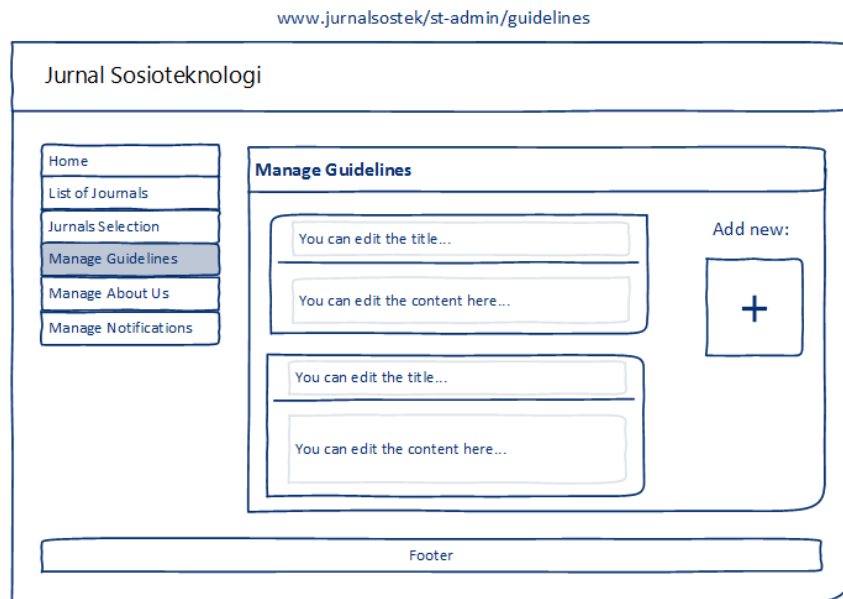 www.jurnalsostek/st-admin/guidelines
Jurnal Sosioteknologi
Home
List of Journals
Jurnals Selection
Manage Guidelines
Manage About Us
Manage Notifications
Manage Guidelines
You can edit the title...
You can edit the content here...
Add new:
+
You can edit the title...
You can edit the content here...
Footer